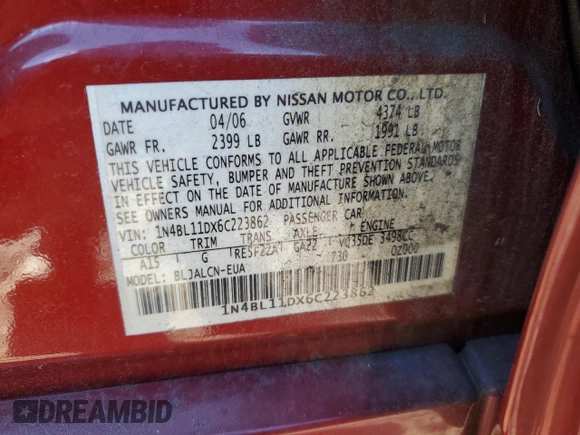 MANUFACTURED BY NISSAN MOTOR CO., LTD.
DATE 04/06 GVWR 4374 LB
GAWR FR. 2399 LB GAWR RR. 1991 LB
THIS VEHICLE CONFORMS TO ALL APPLICABLE FEDERAL MOTOR
VEHICLE SAFETY, BUMPER AND THEFT PREVENTION STANDARDS
IN EFFECT ON THE DATE OF MANUFACTURE SHOWN ABOVE.
SEE OWNERS MANUAL FOR ADDITIONAL INFORMATION.
VIN: 1N4BL11DX6C223862 PASSENGER CAR
COLOR TRIM TRANS AXLE ENGINE
A15 G RE5F22A GA22 VQ35DE 3498CC
MODEL: BLJALCN-EUA -730- 02900
1N4BL11DX6C223862
DREAMBID